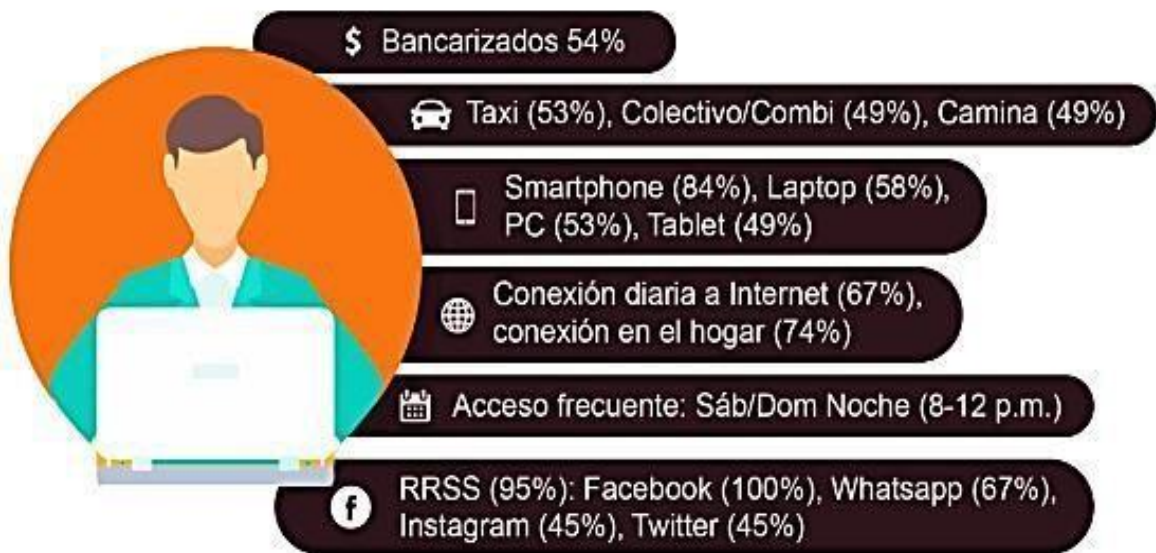 $ Bancarizados 54%
Taxi (53%), Colectivo/Combi (49%), Camina (49%)
Smartphone (84%), Laptop (58%),
PC (53%), Tablet (49%)
Conexión diaria a Internet (67%),
conexión en el hogar (74%)
Acceso frecuente: Sáb/Dom Noche (8-12 p.m.)
RRSS (95%): Facebook (100%), Whatsapp (67%),
Instagram (45%), Twitter (45%)